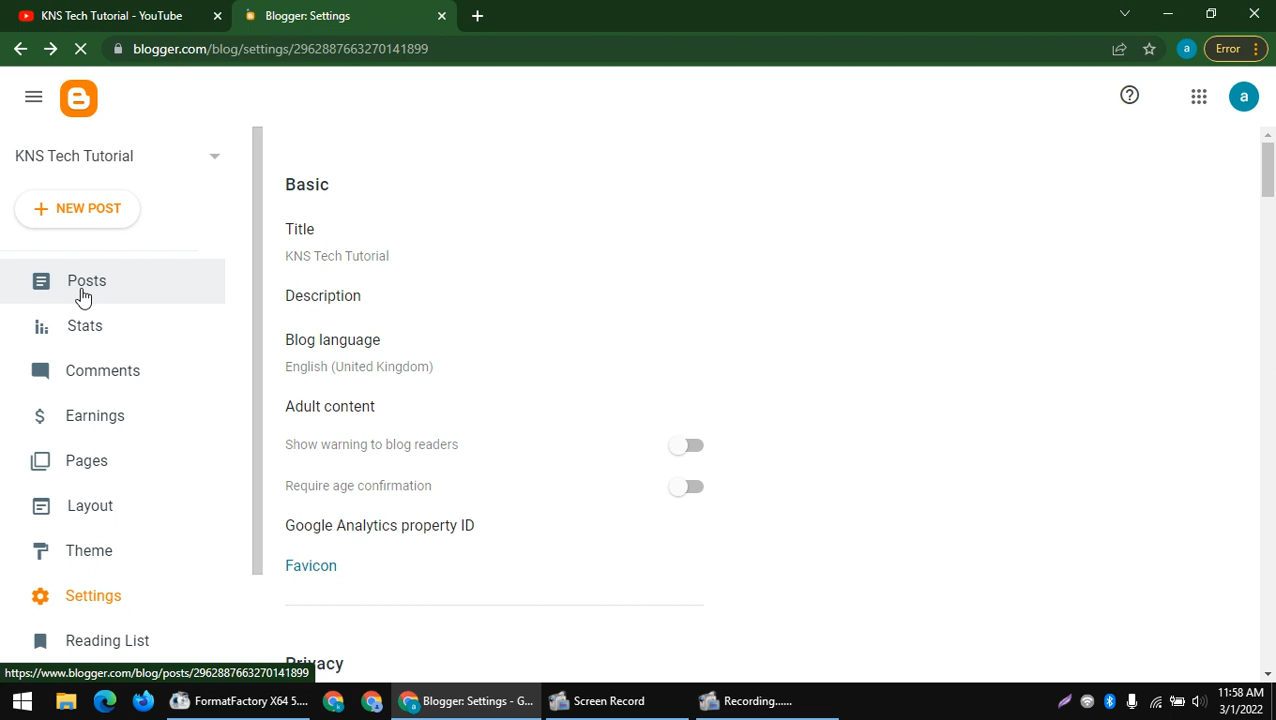 KNS Tech Tutorial - YouTube
Blogger: Settings
blogger.com/blog/settings/2962887663270141899
a
Error
a
KNS Tech Tutorial
NEW POST
Posts
Stats
Comments
Earnings
Pages
Layout
Theme
Settings
Reading List
Basic
Title
KNS Tech Tutorial
Description
Blog language
English (United Kingdom)
Adult content
Show warning to blog readers
Require age confirmation
Google Analytics property ID
Favicon
Privacy
https://www.blogger.com/blog/posts/2962887663270141899
FormatFactory X64 5....
Blogger: Settings - G...
Screen Record
Recording......
11:58 AM
3/1/2022